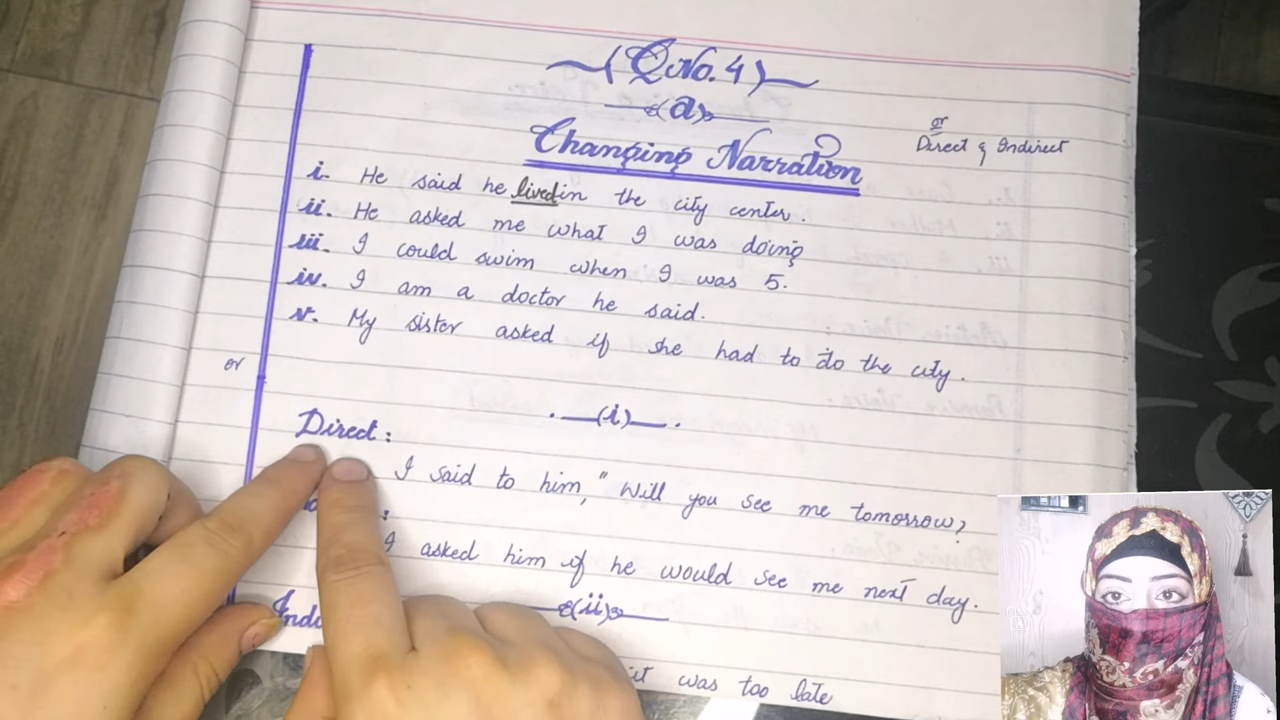 Q No. 4
a
Changing Narration
or
Direct & Indirect
i. He said he lived in the city center.
ii. He asked me what I was doing
iii. I could swim when I was 5.
iv. I am a doctor he said.
v. My sister asked if she had to do the city.
or
(i)
Direct:
I said to him, " Will you see me tomorrow?
:
I asked him if he would see me next day.
(ii)
it was too late